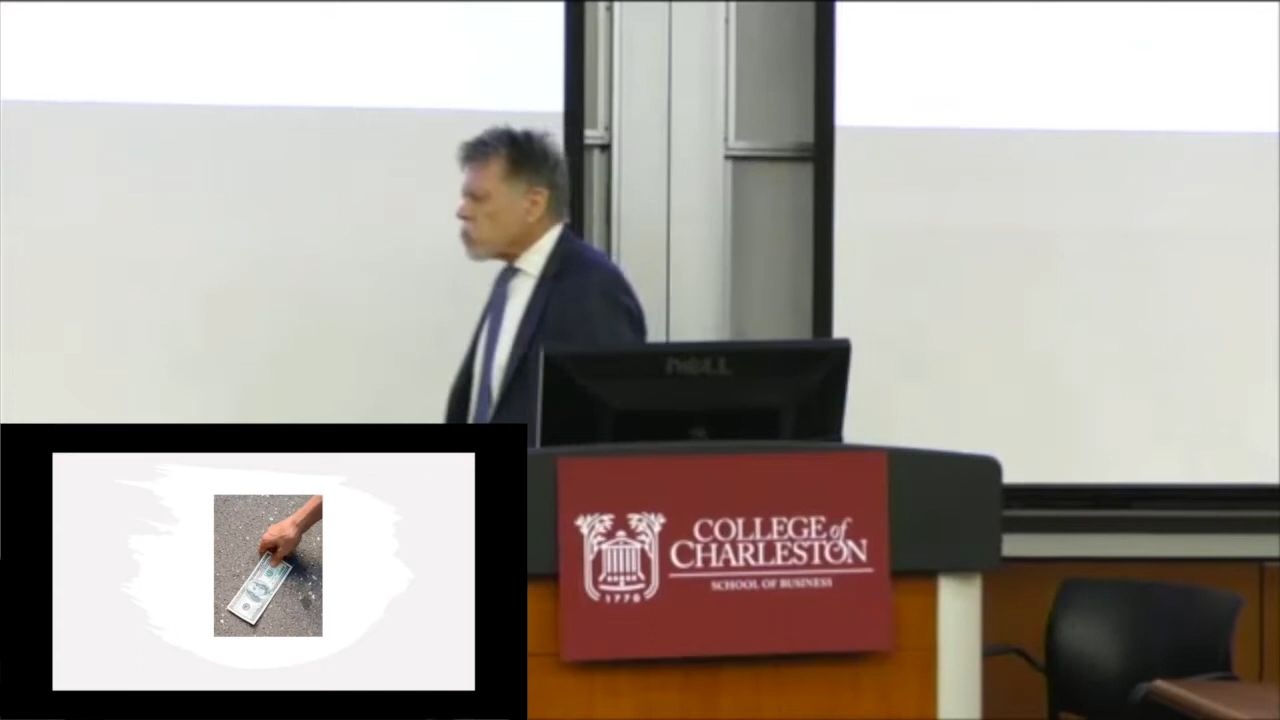 DELL
COLLEGE of
CHARLESTON
SCHOOL OF BUSINESS
1770